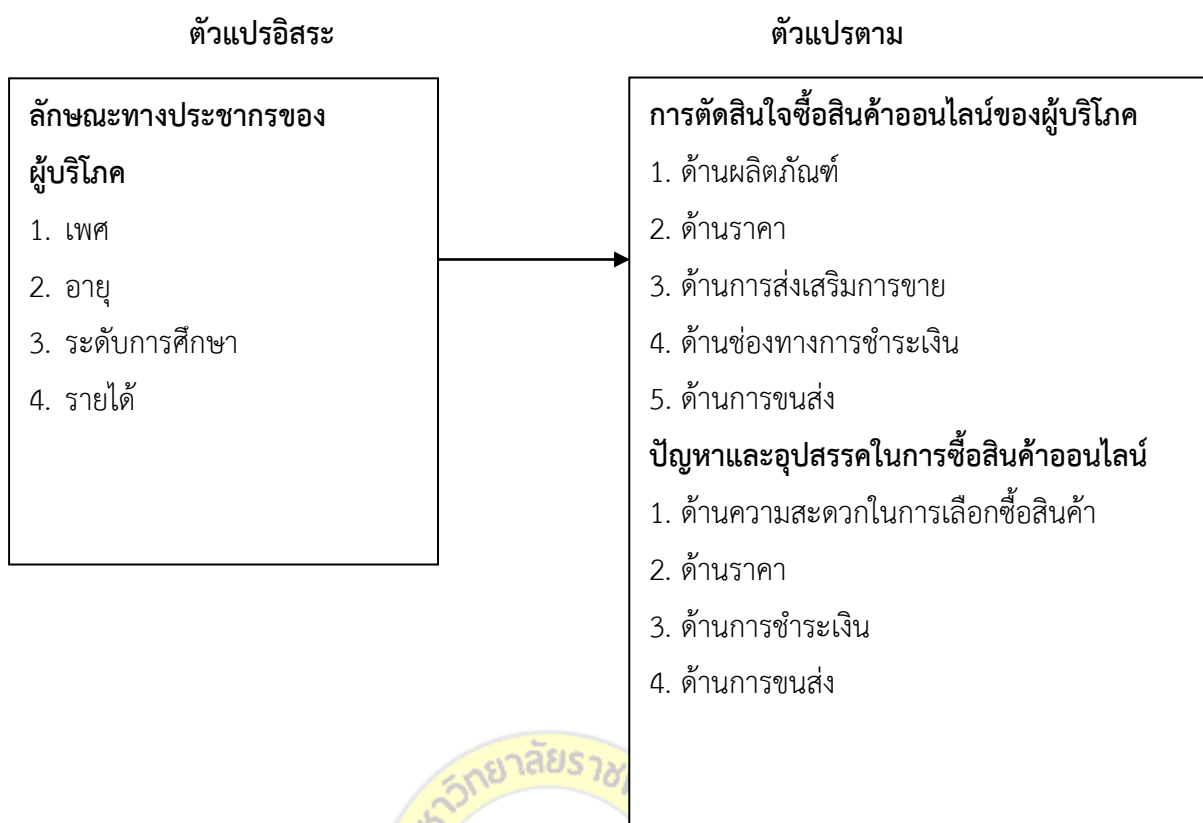 ตัวแปรอิสระ
ตัวแปรตาม
ลักษณะทางประชากรของ
ผู้บริโภค
1. เพศ
2. อายุ
3. ระดับการศึกษา
4. รายได้
การตัดสินใจซื้อสินค้าออนไลน์ของผู้บริโภค
1. ด้านผลิตภัณฑ์
2. ด้านราคา
3. ด้านการส่งเสริมการขาย
4. ด้านช่องทางการชำระเงิน
5. ด้านการขนส่ง
ปัญหาและอุปสรรคในการซื้อสินค้าออนไลน์
1. ด้านความสะดวกในการเลือกซื้อสินค้า
2. ด้านราคา
3. ด้านการชำระเงิน
4. ด้านการขนส่ง